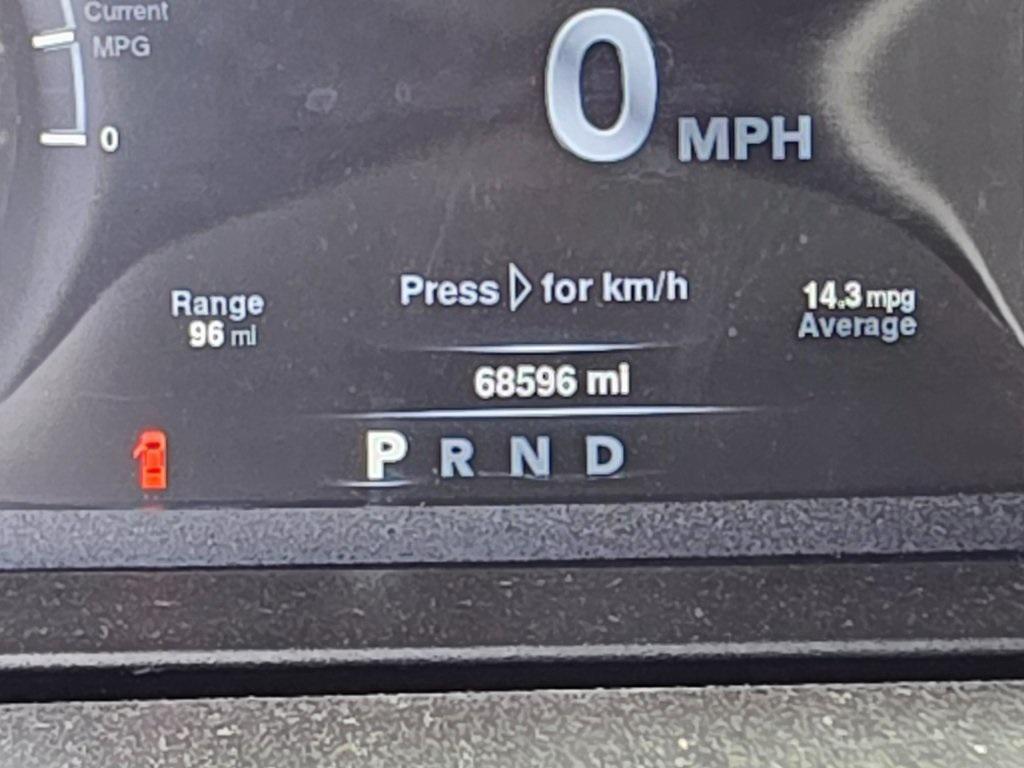 Current
MPG
0
0 MPH
Range
96 mi
Press ▷ for km/h
14.3 mpg
Average
68596 mi
P R N D